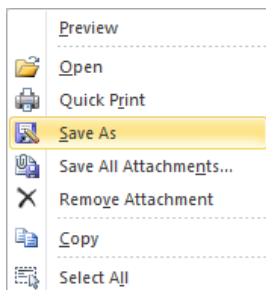 Preview
Open
Quick Print
Save As
Save All Attachments...
Remove Attachment
Copy
Select All